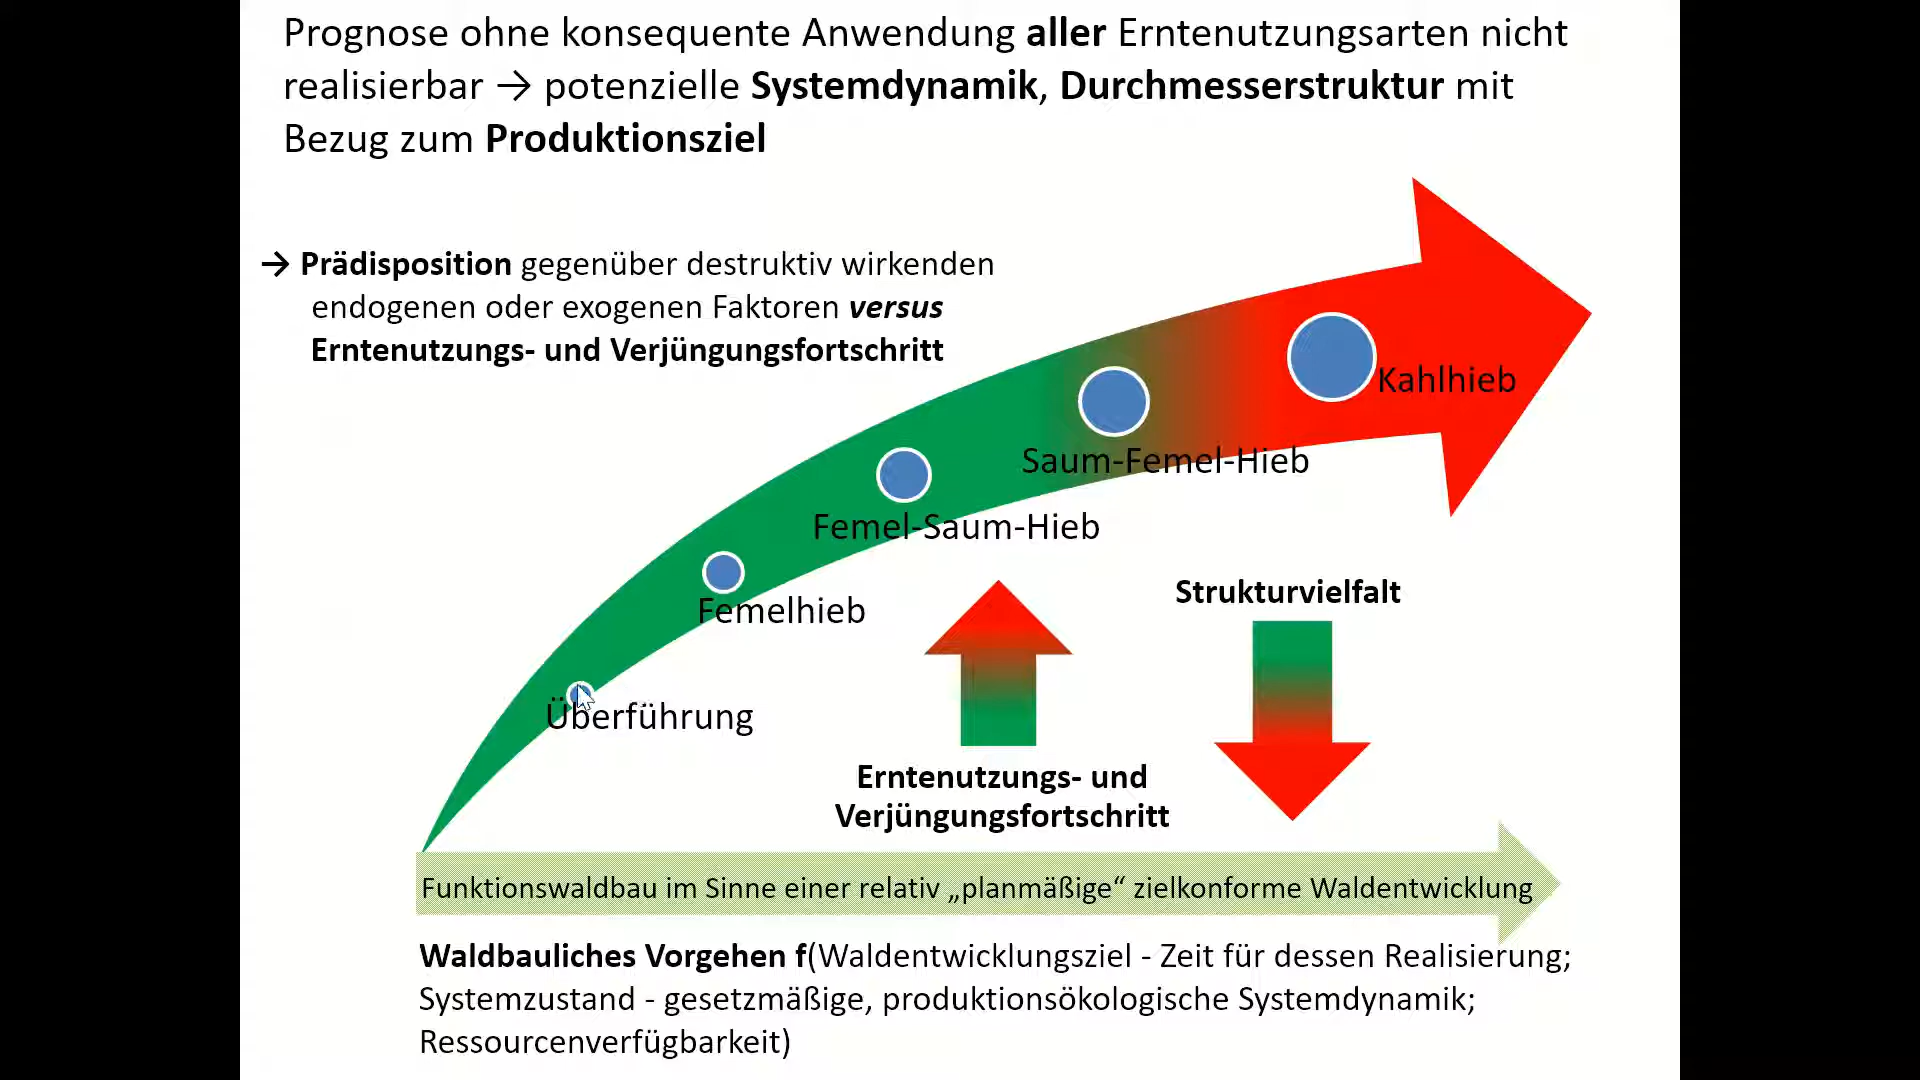 Prognose ohne konsequente Anwendung aller Erntenutzungsarten nicht
realisierbar → potenzielle Systemdynamik, Durchmesserstruktur mit
Bezug zum Produktionsziel
→ Prädisposition gegenüber destruktiv wirkenden
endogenen oder exogenen Faktoren versus
Erntenutzungs- und Verjüngungsfortschritt
Kahlhieb
Saum-Femel-Hieb
Femel-Saum-Hieb
Femelhieb
Überführung
Strukturvielfalt
Erntenutzungs- und
Verjüngungsfortschritt
Funktionswaldbau im Sinne einer relativ „planmäßige“ zielkonforme Waldentwicklung
Waldbauliches Vorgehen f(Waldentwicklungsziel - Zeit für dessen Realisierung;
Systemzustand - gesetzmäßige, produktionsökologische Systemdynamik;
Ressourcenverfügbarkeit)